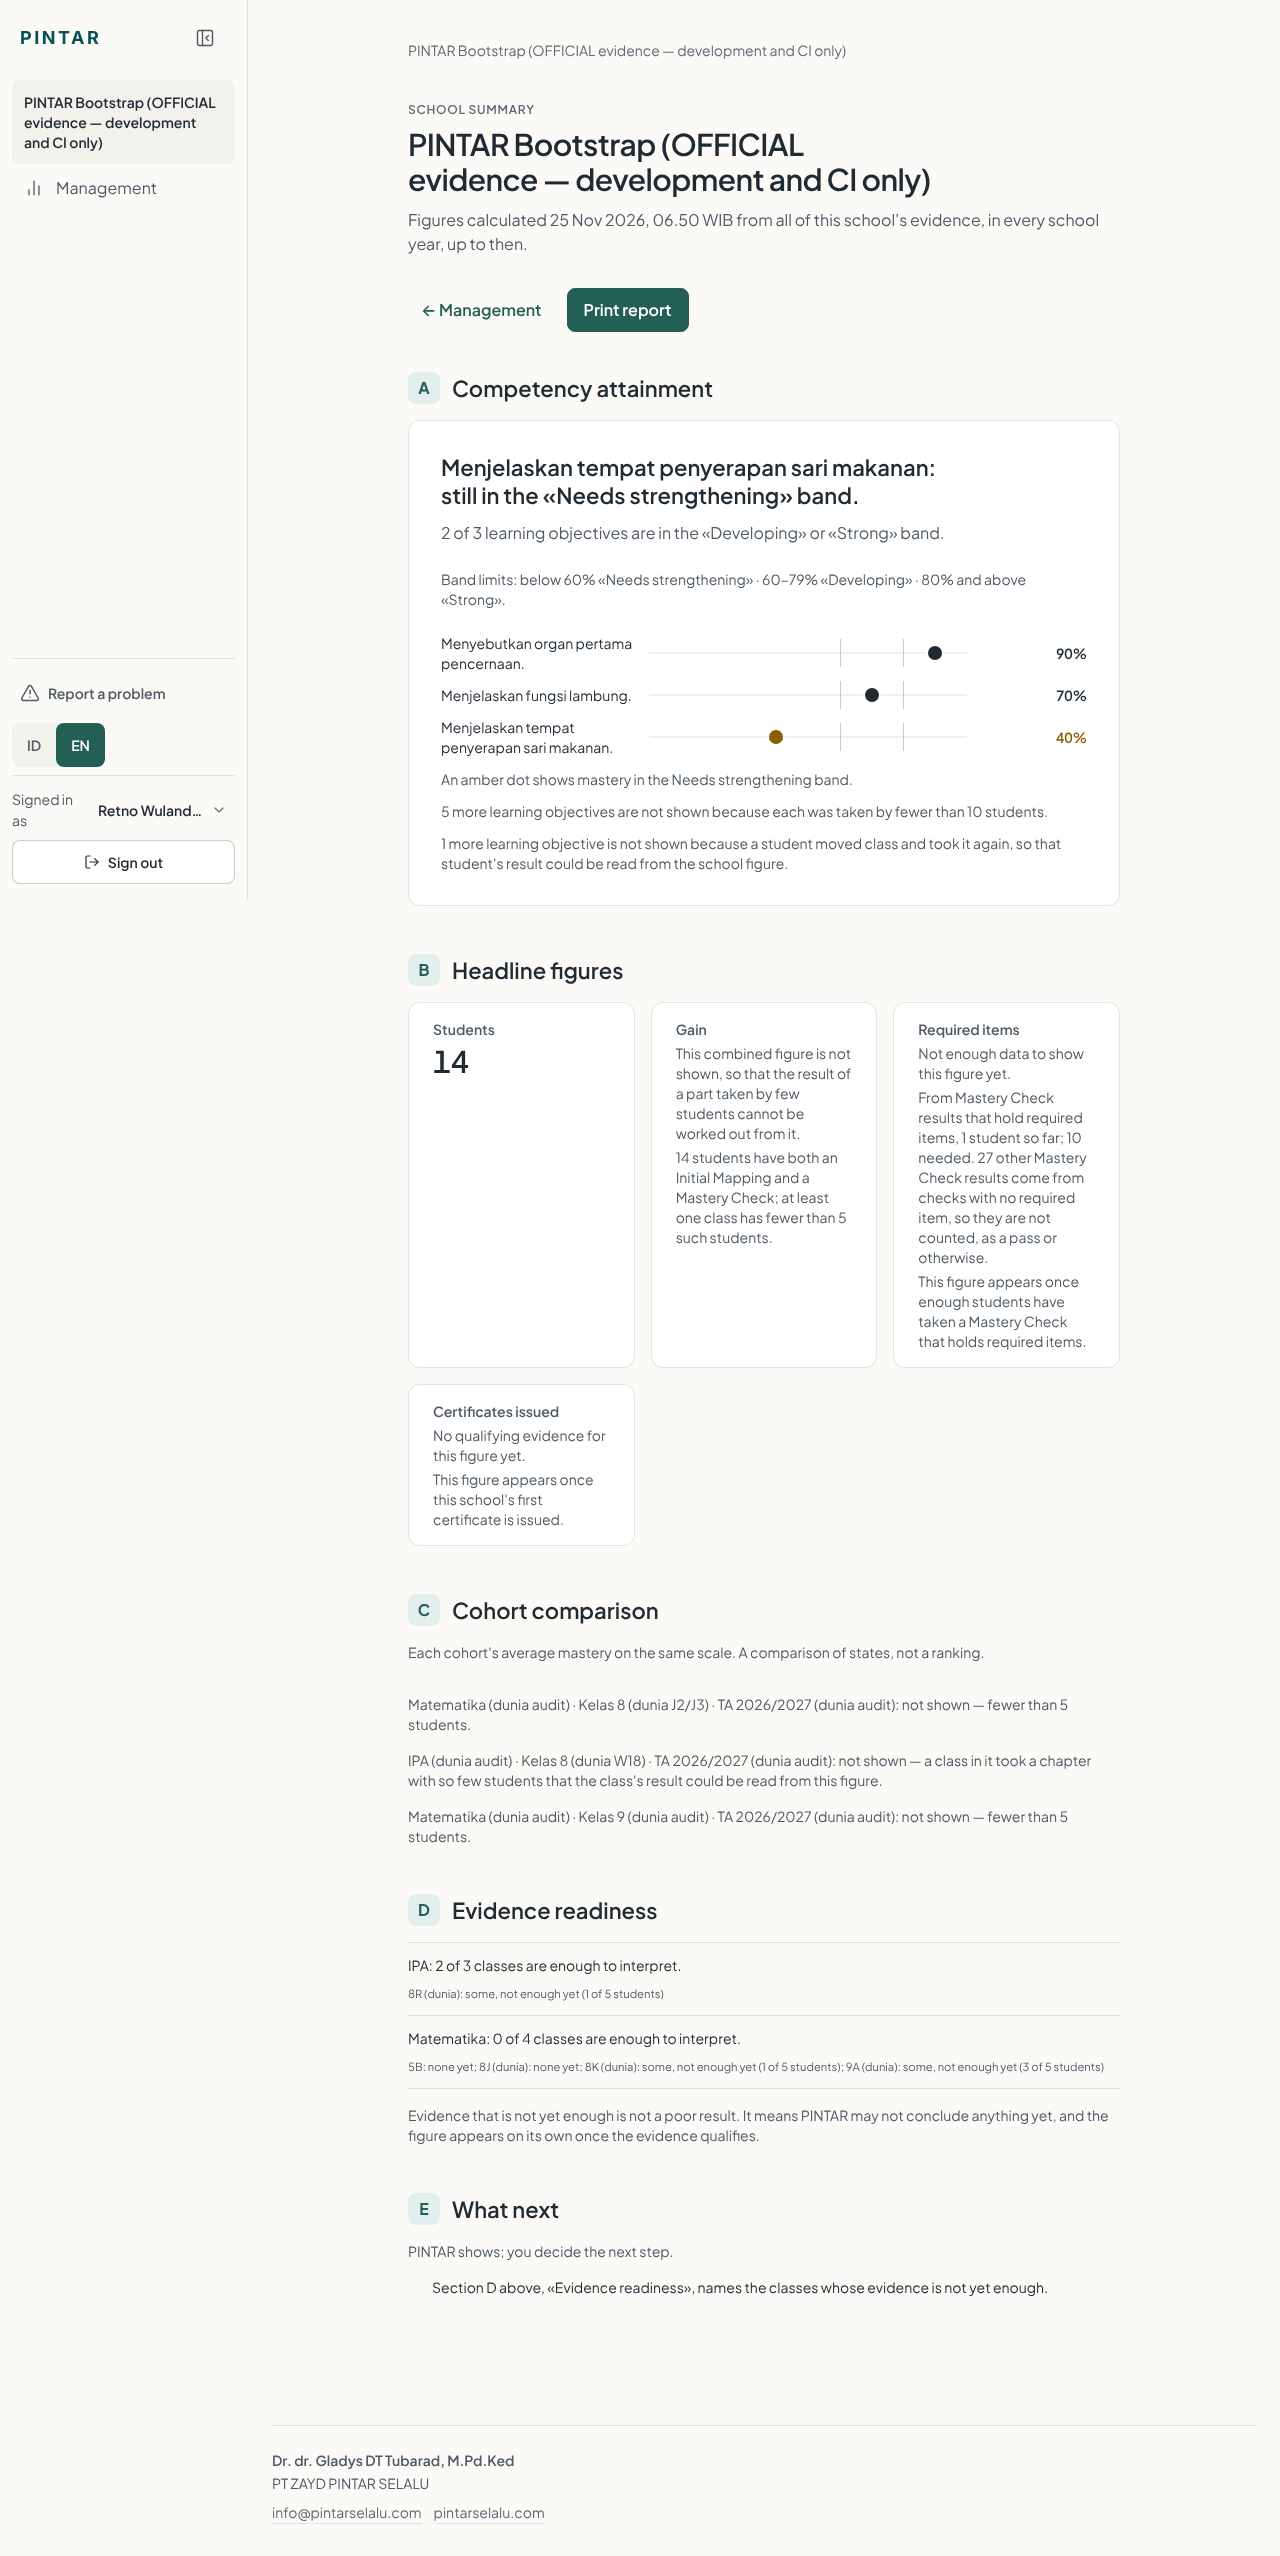 PINTAR
PINTAR Bootstrap (OFFICIAL
evidence — development
and CI only)
Management
Report a problem
ID
EN
Signed in
as
Retno Wuland...
Sign out
PINTAR Bootstrap (OFFICIAL evidence — development and CI only)
SCHOOL SUMMARY
PINTAR Bootstrap (OFFICIAL
evidence — development and CI only)
Figures calculated 25 Nov 2026, 06.50 WIB from all of this school's evidence, in every school
year, up to then.
← Management
Print report
A
Competency attainment
Menjelaskan tempat penyerapan sari makanan:
still in the «Needs strengthening» band.
2 of 3 learning objectives are in the «Developing» or «Strong» band.
Band limits: below 60% «Needs strengthening» · 60–79% «Developing» · 80% and above
«Strong».
Menyebutkan organ pertama
pencernaan.
90%
Menjelaskan fungsi lambung.
70%
Menjelaskan tempat
penyerapan sari makanan.
40%
An amber dot shows mastery in the Needs strengthening band.
5 more learning objectives are not shown because each was taken by fewer than 10 students.
1 more learning objective is not shown because a student moved class and took it again, so that
student's result could be read from the school figure.
B
Headline figures
Students
14
Gain
This combined figure is not
shown, so that the result of
a part taken by few
students cannot be
worked out from it.
14 students have both an
Initial Mapping and a
Mastery Check; at least
one class has fewer than 5
such students.
Required items
Not enough data to show
this figure yet.
From Mastery Check
results that hold required
items, 1 student so far; 10
needed. 27 other Mastery
Check results come from
checks with no required
item, so they are not
counted, as a pass or
otherwise.
This figure appears once
enough students have
taken a Mastery Check
that holds required items.
Certificates issued
No qualifying evidence for
this figure yet.
This figure appears once
this school's first
certificate is issued.
C
Cohort comparison
Each cohort's average mastery on the same scale. A comparison of states, not a ranking.
Matematika (dunia audit) · Kelas 8 (dunia J2/J3) · TA 2026/2027 (dunia audit): not shown — fewer than 5
students.
IPA (dunia audit) · Kelas 8 (dunia W18) · TA 2026/2027 (dunia audit): not shown — a class in it took a chapter
with so few students that the class's result could be read from this figure.
Matematika (dunia audit) · Kelas 9 (dunia audit) · TA 2026/2027 (dunia audit): not shown — fewer than 5
students.
D
Evidence readiness
IPA: 2 of 3 classes are enough to interpret.
8R (dunia): some, not enough yet (1 of 5 students)
Matematika: 0 of 4 classes are enough to interpret.
5B: none yet; 8J (dunia): none yet; 8K (dunia): some, not enough yet (1 of 5 students); 9A (dunia): some, not enough yet (3 of 5 students)
Evidence that is not yet enough is not a poor result. It means PINTAR may not conclude anything yet, and the
figure appears on its own once the evidence qualifies.
E
What next
PINTAR shows; you decide the next step.
Section D above, «Evidence readiness», names the classes whose evidence is not yet enough.
Dr. dr. Gladys DT Tubarad, M.Pd.Ked
PT ZAYD PINTAR SELALU
info@pintarselalu.com
pintarselalu.com